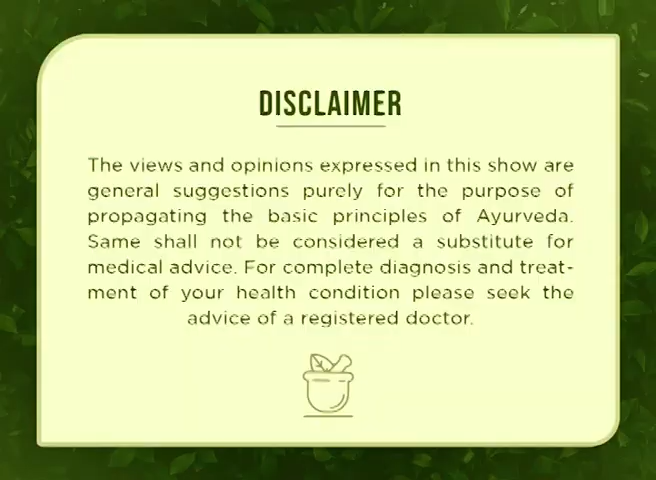 DISCLAIMER
The views and opinions expressed in this show are
general suggestions purely for the purpose of
propagating the basic principles of Ayurveda.
Same shall not be considered a substitute for
medical advice. For complete diagnosis and treat-
ment of your health condition please seek the
advice of a registered doctor.